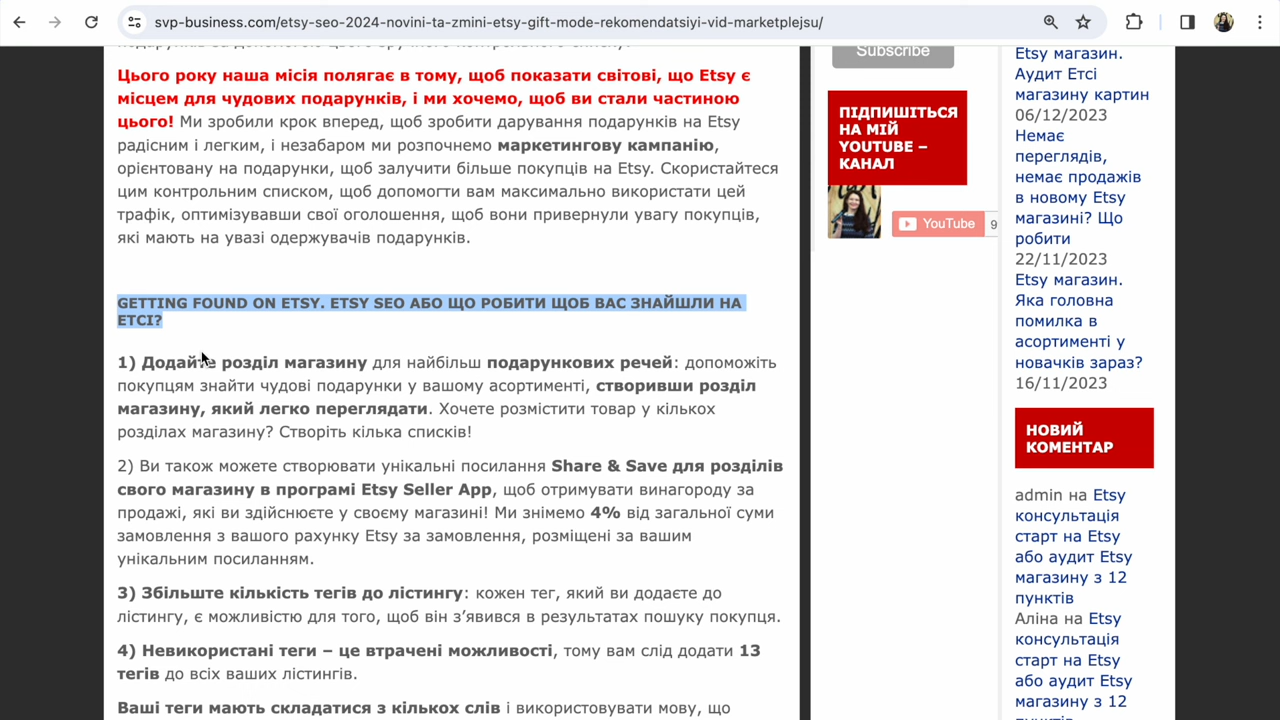 svp-business.com/etsy-seo-2024-novini-ta-zmini-etsy-gift-mode-rekomendatsiyi-vid-marketplejsu/
Цього року наша місія полягає в тому, щоб показати світові, що Etsy є
місцем для чудових подарунків, і ми хочемо, щоб ви стали частиною
цього! Ми зробили крок вперед, щоб зробити дарування подарунків на Etsy
радісним і легким, і незабаром ми розпочнемо маркетингову кампанію,
орієнтовану на подарунки, щоб залучити більше покупців на Etsy. Скористайтеся
цим контрольним списком, щоб допомогти вам максимально використати цей
трафік, оптимізувавши свої оголошення, щоб вони привернули увагу покупців,
які мають на увазі одержувачів подарунків.
GETTING FOUND ON ETSY. ETSY SEO АБО ЩО РОБИТИ ЩОБ ВАС ЗНАЙШЛИ НА
ЕТСІ?
1) Додайте розділ магазину для найбільш подарункових речей: допоможіть
покупцям знайти чудові подарунки у вашому асортименті, створивши розділ
магазину, який легко переглядати. Хочете розмістити товар у кількох
розділах магазину? Створіть кілька списків!
2) Ви також можете створювати унікальні посилання Share & Save для розділів
свого магазину в програмі Etsy Seller App, щоб отримувати винагороду за
продажі, які ви здійснюєте у своєму магазині! Ми знімемо 4% від загальної суми
замовлення з вашого рахунку Etsy за замовлення, розміщені за вашим
унікальним посиланням.
3) Збільште кількість тегів до лістингу: кожен тег, який ви додаєте до
лістингу, є можливістю для того, щоб він з’явився в результатах пошуку покупця.
4) Невикористані теги – це втрачені можливості, тому вам слід додати 13
тегів до всіх ваших лістингів.
Ваші теги мають складатися з кількох слів і використовувати мову, що
Subscribe
ПІДПИШІТЬСЯ
НА МІЙ
YOUTUBE –
КАНАЛ
YouTube 9
Etsy магазин.
Аудит Етсі
магазину картин
06/12/2023
Немає
переглядів,
немає продажів
в новому Etsy
магазині? Що
робити
22/11/2023
Etsy магазин.
Яка головна
помилка в
асортименті у
новачків зараз?
16/11/2023
НОВИЙ
КОМЕНТАР
admin на Etsy
консультація
старт на Etsy
або аудит Etsy
магазину з 12
пунктів
Аліна на Etsy
консультація
старт на Etsy
або аудит Etsy
магазину з 12